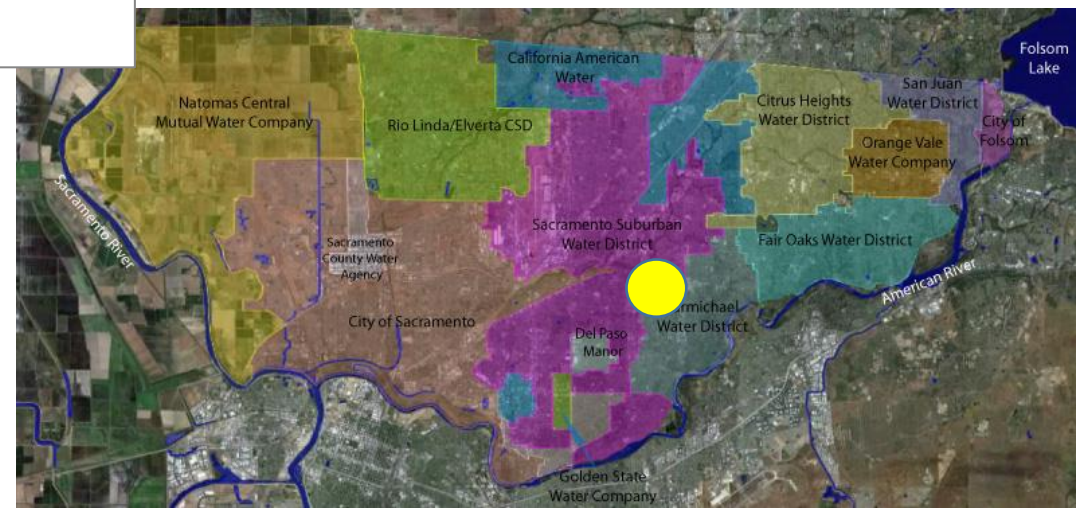 Folsom
Lake
California American
Water
San Juan
Water District
Natomas Central
Mutual Water Company
Citrus Heights
Water District
City of
Folsom
Rio Linda/Elverta CSD
Orange Vale
Water Company
Sacramento River
Sacramento Suburban
Water District
Fair Oaks Water District
Sacramento
County Water
Agency
American River
rmichael
Water District
City of Sacramento
Del Paso
Manor
Golden State
Water Company